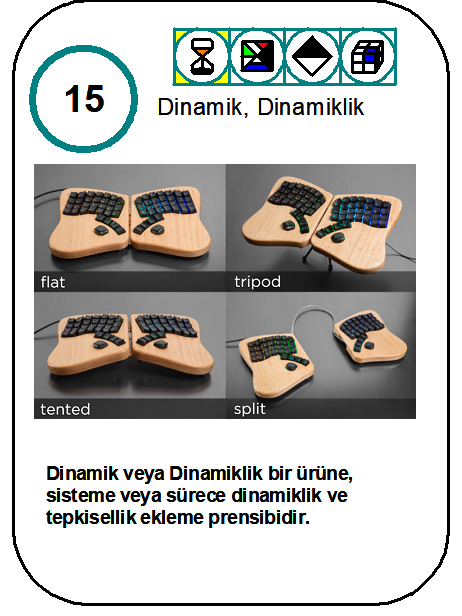 15
Dinamik, Dinamiklik
flat
tripod
tented
split
Dinamik veya Dinamiklik bir ürüne,
sisteme veya sürece dinamiklik ve
tepkisellik ekleme prensibidir.